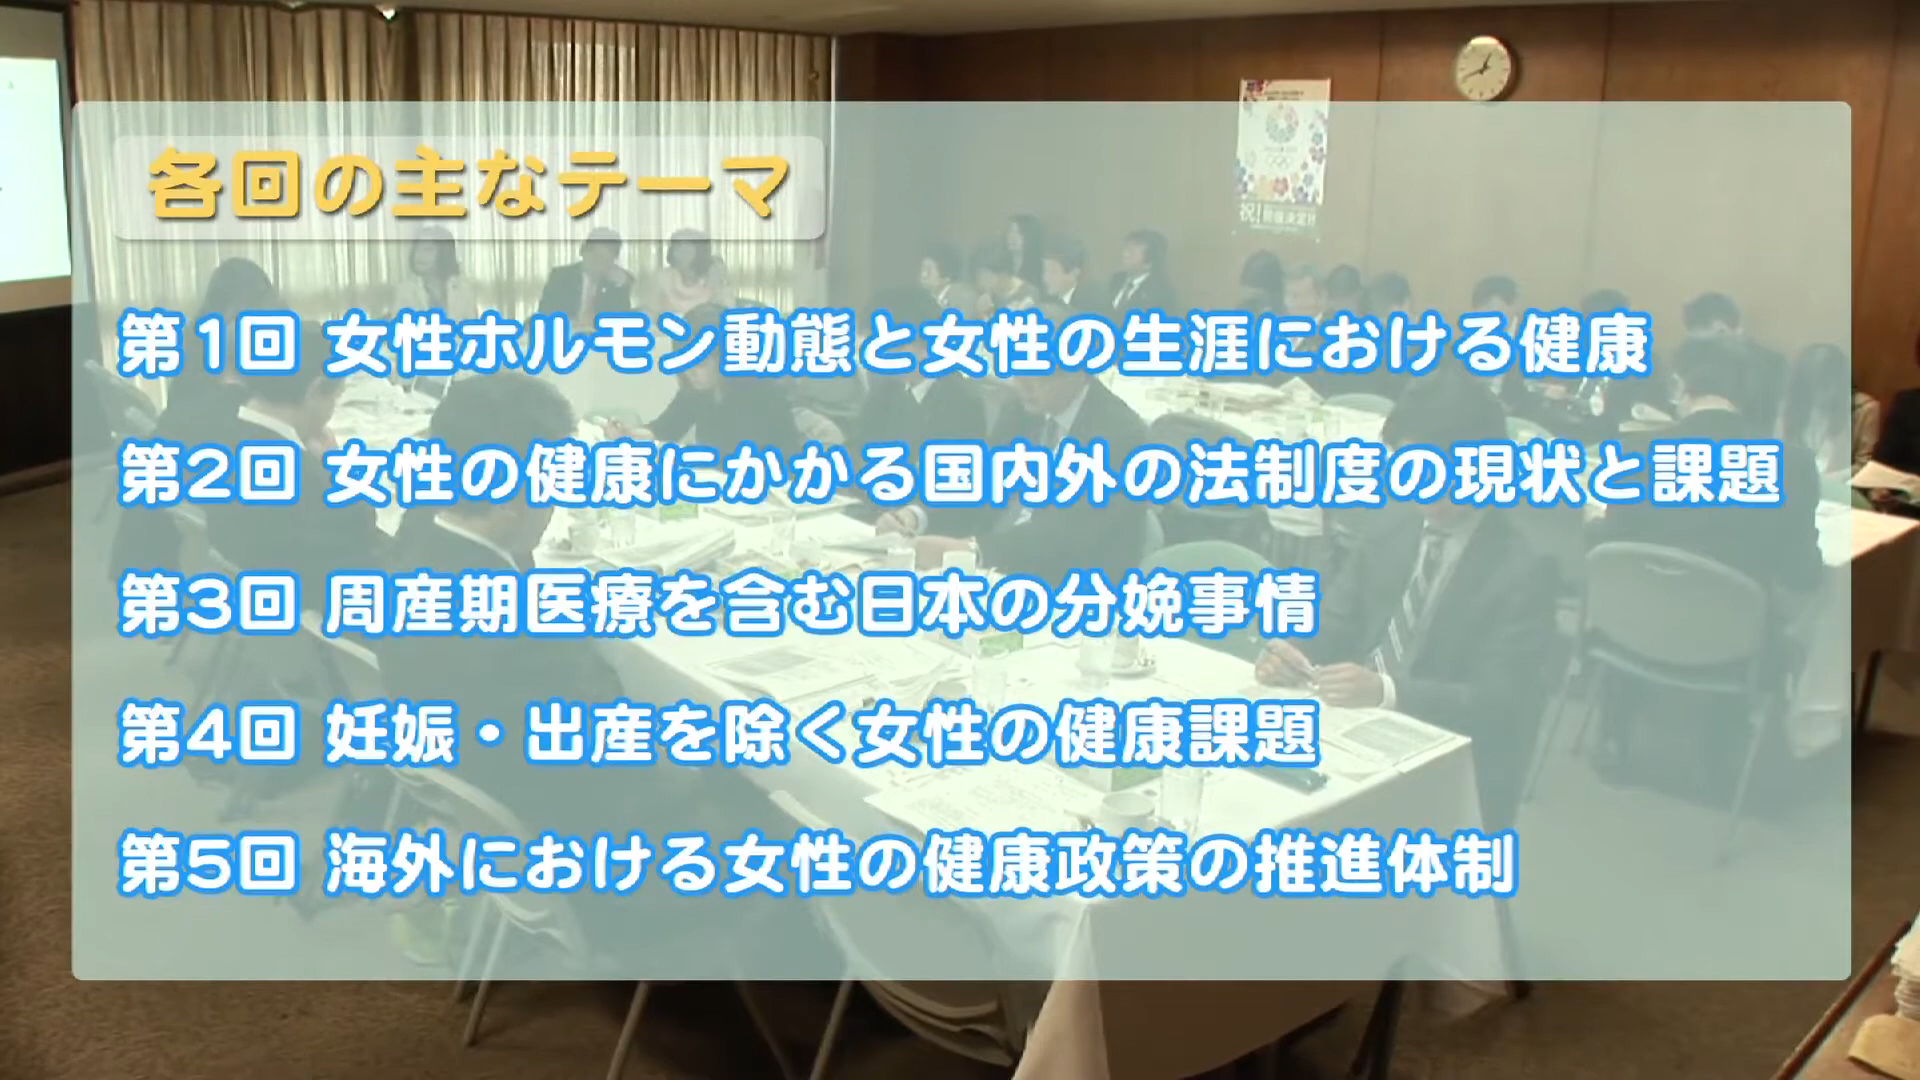 各回の主なテーマ
第1回 女性ホルモン動態と女性の生涯における健康
第2回 女性の健康にかかる国内外の法制度の現状と課題
第3回 周産期医療を含む日本の分娩事情
第4回 妊娠・出産を除く女性の健康課題
第5回 海外における女性の健康政策の推進体制
祝!開催決定!!